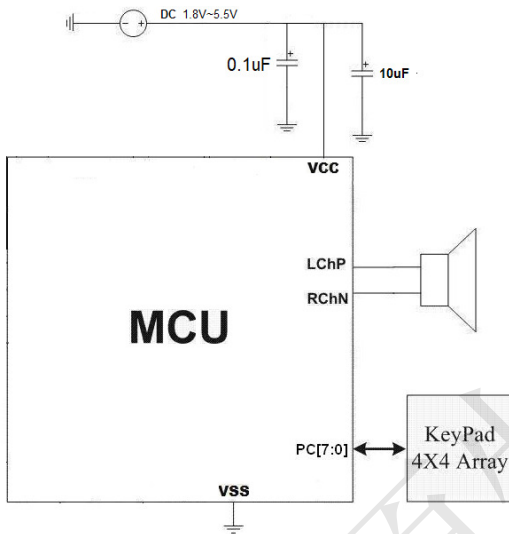 DC 1.8V~5.5V
- +
+
0.1uF
+
10uF
VCC
LChP
RChN
MCU
PC[7:0]
KeyPad
4X4 Array
VSS